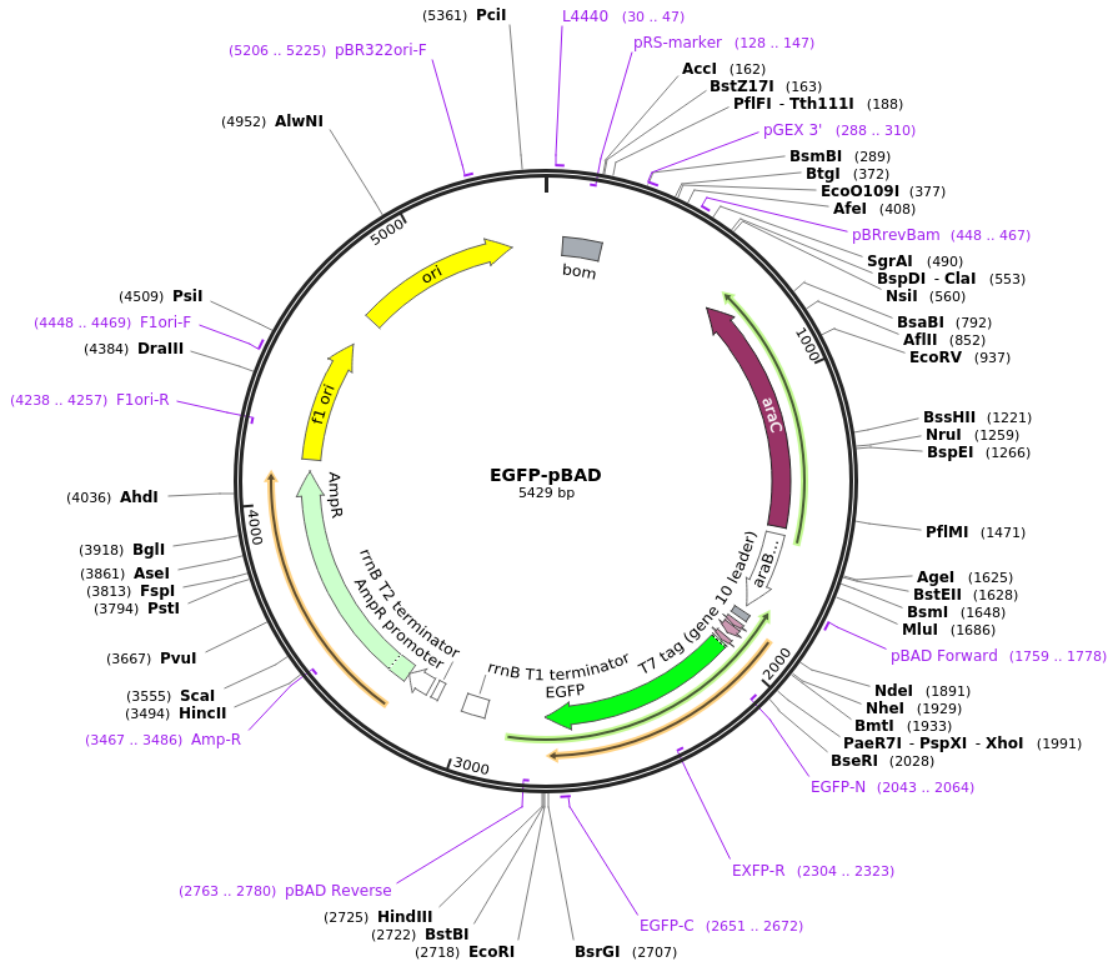 (5361) PciI
L4440 (30 .. 47)
(5206 .. 5225) pBR322ori-F
pRS-marker (128 .. 147)
AccI (162)
BstZ17I (163)
PflFI - Tth111I (188)
(4952) AlwNI
pGEX 3' (288 .. 310)
BsmBI (289)
BtgI (372)
EcoO109I (377)
AfeI (408)
pBRrevBam (448 .. 467)
SgrAI (490)
BspDI - ClaI (553)
NsiI (560)
5000
ori
bom
(4509) PsiI
(4448 .. 4469) F1ori-F
(4384) DraIII
BsaBI (792)
AflII (852)
EcoRV (937)
1000
(4238 .. 4257) F1ori-R
f1 ori
araC
BssHII (1221)
NruI (1259)
BspEI (1266)
EGFP-pBAD
5429 bp
(4036) AhdI
AmpR
4000
PflMI (1471)
(3918) BglI
(3861) AseI
(3813) FspI
(3794) PstI
araB...
AgeI (1625)
BstEII (1628)
BsmI (1648)
MluI (1686)
pBAD Forward (1759 .. 1778)
rrnB T2 terminator
AmpR promoter
rrnB T1 terminator
T7 tag (gene 10 leader)
EGFP
(3667) PvuI
(3555) ScaI
(3494) HincII
(3467 .. 3486) Amp-R
2000
NdeI (1891)
NheI (1929)
BmtI (1933)
PaeR7I - PspXI - XhoI (1991)
BseRI (2028)
EGFP-N (2043 .. 2064)
3000
EXFP-R (2304 .. 2323)
(2763 .. 2780) pBAD Reverse
(2725) HindIII
(2722) BstBI
(2718) EcoRI
BsrGI (2707)
EGFP-C (2651 .. 2672)